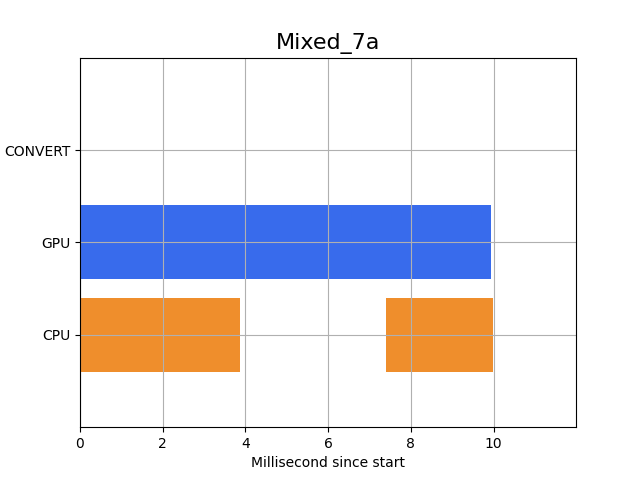 Mixed_7a
CONVERT
GPU
CPU
0 2 4 6 8 10
Millisecond since start